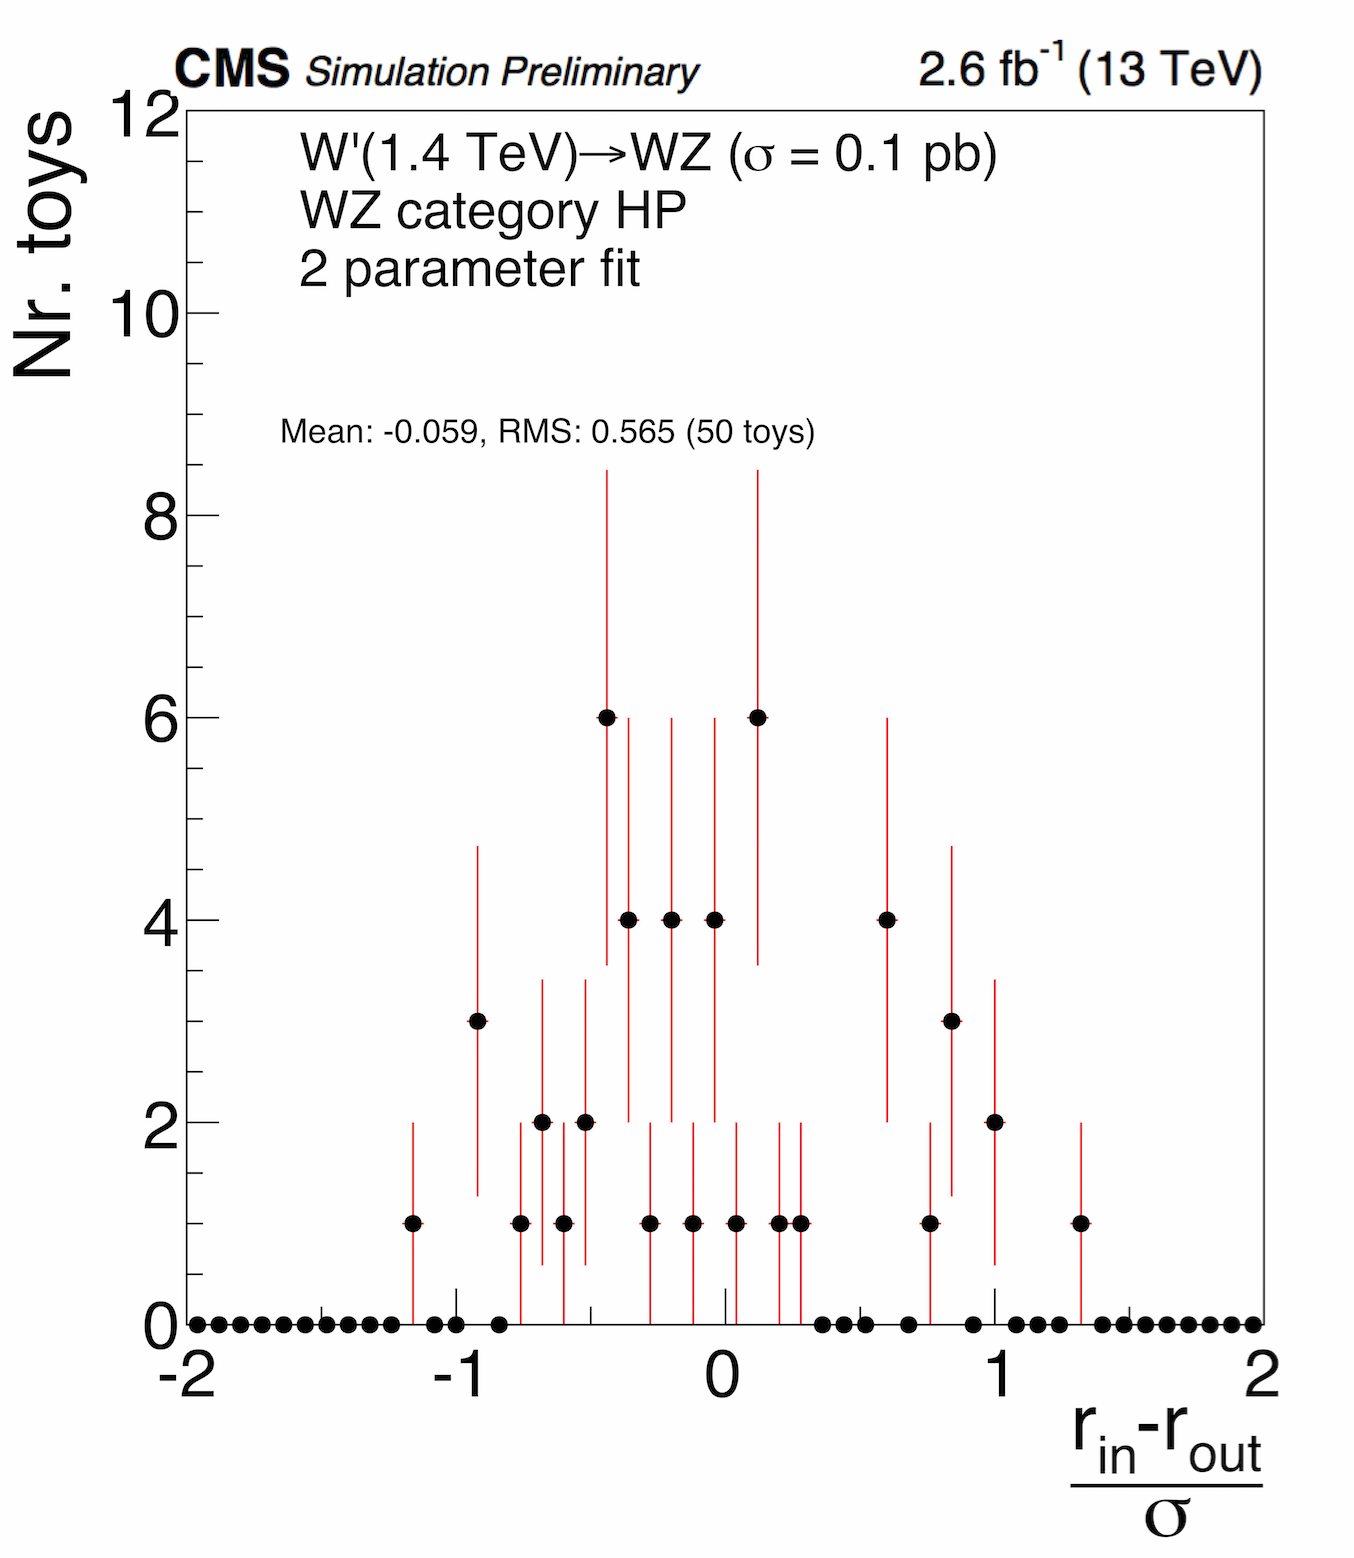 CMS Simulation Preliminary 2.6 fb⁻¹ (13 TeV)
W'(1.4 TeV)→WZ (σ = 0.1 pb)
WZ category HP
2 parameter fit
Mean: -0.059, RMS: 0.565 (50 toys)
Nr. toys
12
10
8
6
4
2
0
-2 -1 0 1 2
r_in-r_out
σ